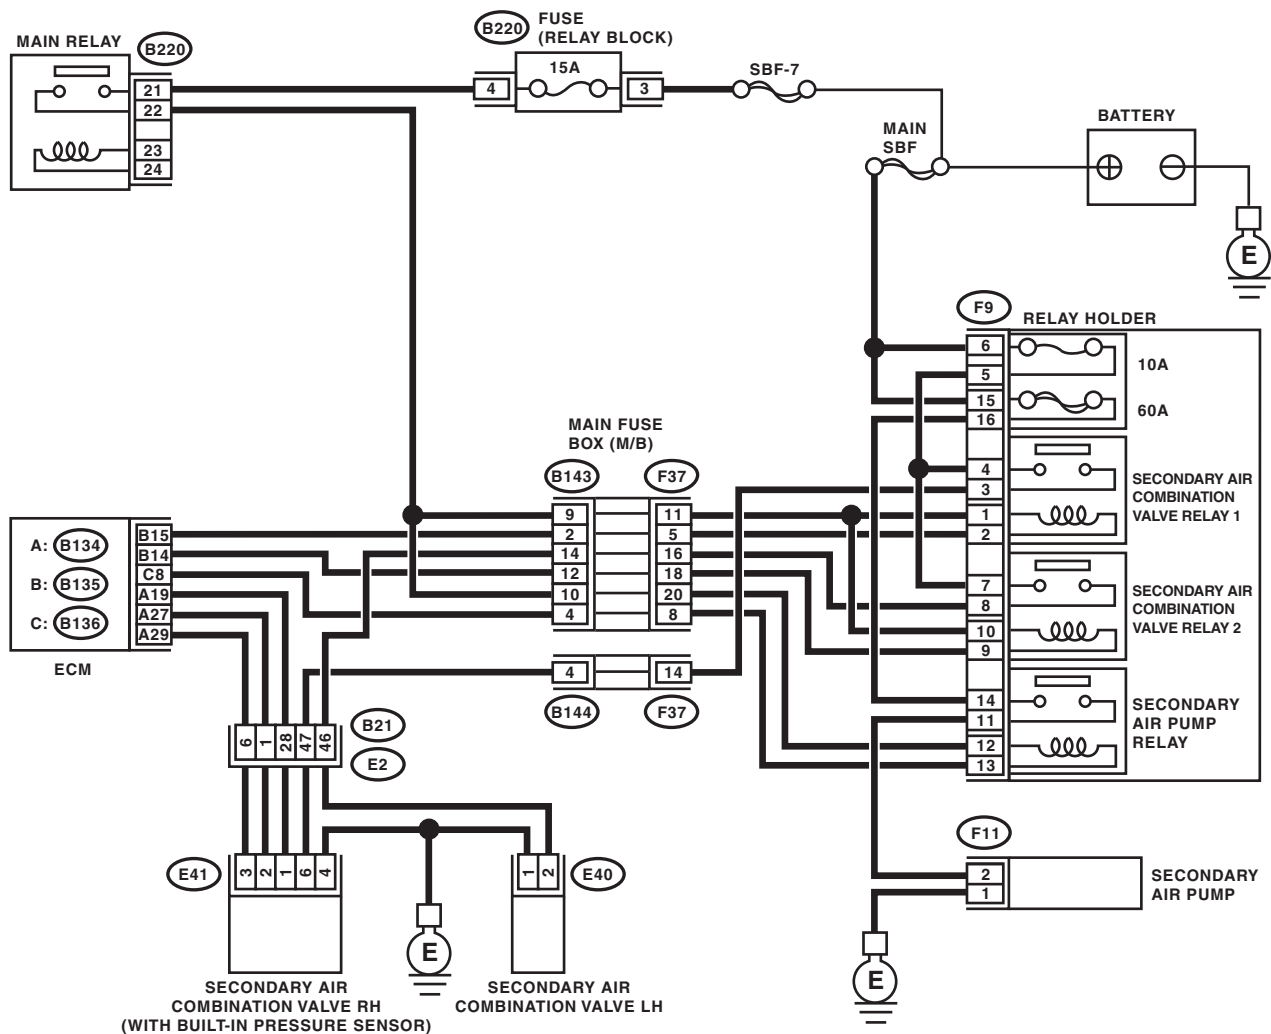 MAIN RELAY
B220
21
22
23
24
B220
FUSE
(RELAY BLOCK)
15A
4
3
SBF-7
MAIN
SBF
BATTERY
E
F9
RELAY HOLDER
6
5
15
16
4
3
1
2
7
8
10
9
14
11
12
13
10A
60A
SECONDARY AIR
COMBINATION
VALVE RELAY 1
SECONDARY AIR
COMBINATION
VALVE RELAY 2
SECONDARY
AIR PUMP
RELAY
MAIN FUSE
BOX (M/B)
B143
F37
9
11
2
5
14
16
12
18
10
20
4
8
4
14
B144
F37
A: B134
B: B135
C: B136
B15
B14
C8
A19
A27
A29
ECM
6
1
28
47
46
B21
E2
E41
3
2
1
6
4
1
2
E40
E
SECONDARY AIR
COMBINATION VALVE RH
(WITH BUILT-IN PRESSURE SENSOR)
SECONDARY AIR
COMBINATION VALVE LH
F11
2
1
SECONDARY
AIR PUMP
E